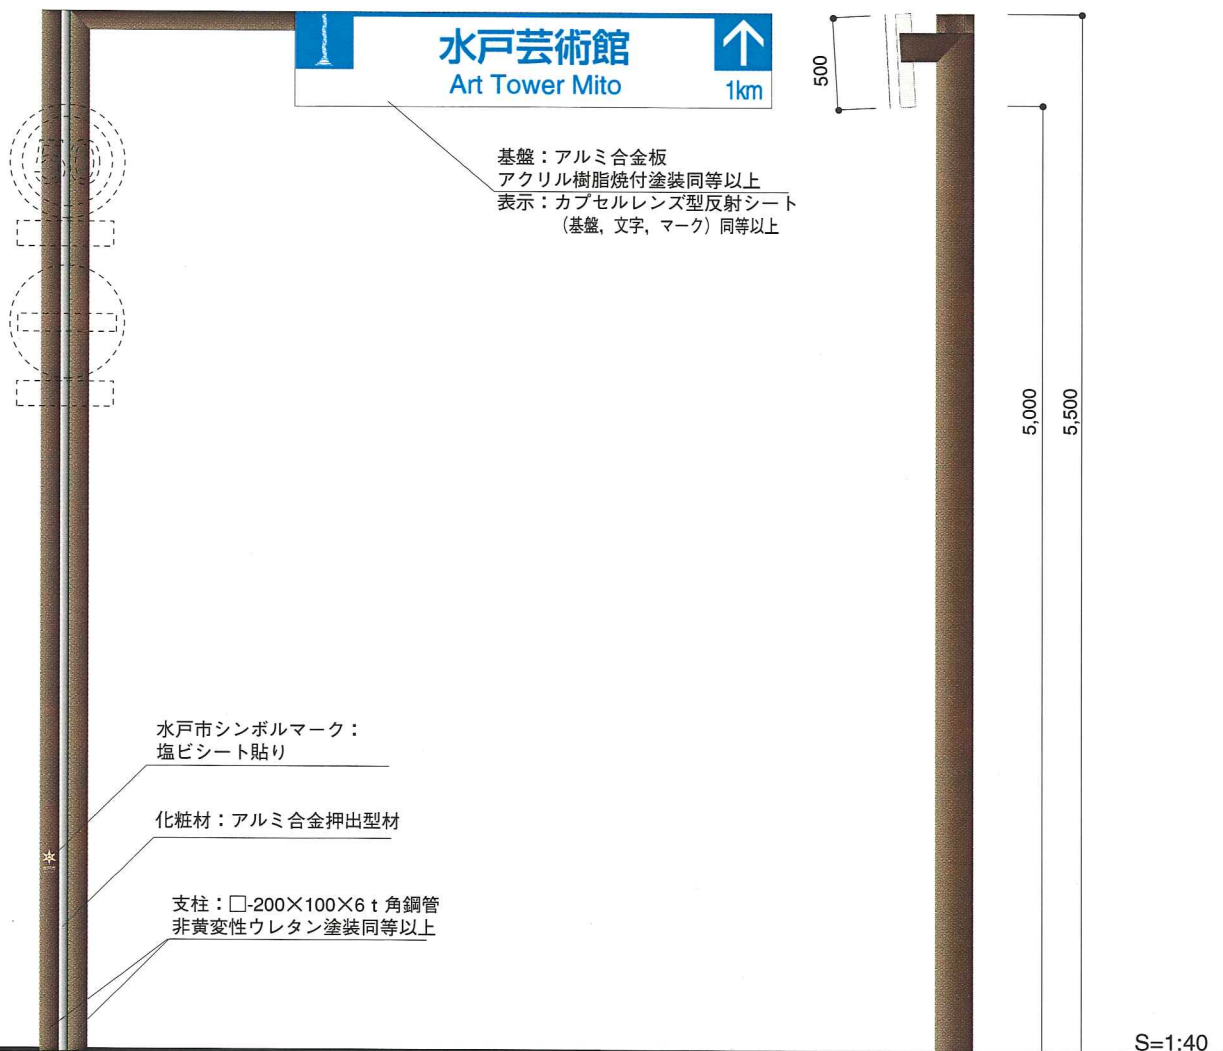 水戸芸術館
Art Tower Mito
1km
500
基盤：アルミ合金板
アクリル樹脂焼付塗装同等以上
表示：カプセルレンズ型反射シート
（基盤，文字，マーク）同等以上
5,000
5,500
水戸市シンボルマーク：
塩ビシート貼り
化粧材：アルミ合金押出型材
支柱：□-200×100×6 t 角鋼管
非黄変性ウレタン塗装同等以上
S=1:40